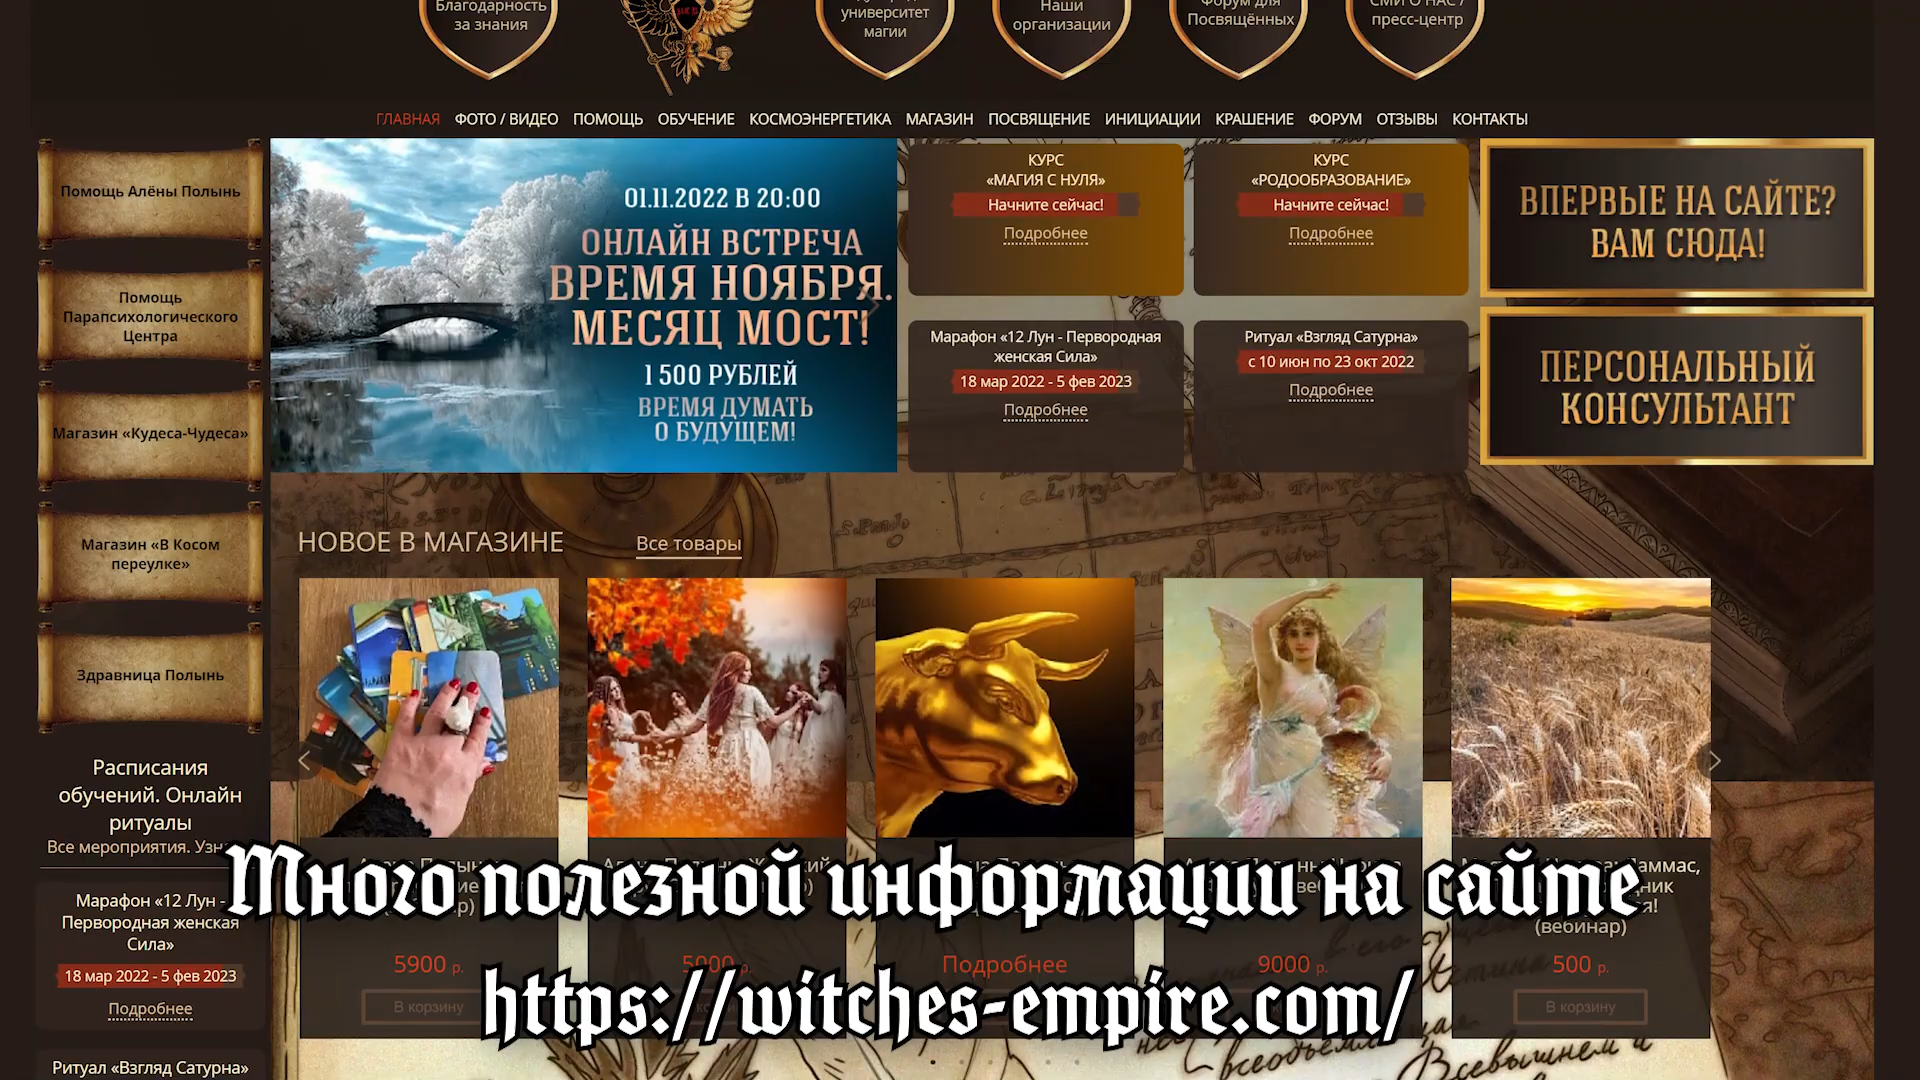 Благодарность
за знания
университет
магии
Наши
организации
Форум для
Посвящённых
СМИ О НАС /
пресс-центр
ГЛАВНАЯ ФОТО / ВИДЕО ПОМОЩЬ ОБУЧЕНИЕ КОСМОЭНЕРГЕТИКА МАГАЗИН ПОСВЯЩЕНИЕ ИНИЦИАЦИИ КРАШЕНИЕ ФОРУМ ОТЗЫВЫ КОНТАКТЫ
Помощь Алёны Полынь
Помощь
Парапсихологического
Центра
Магазин «Кудеса-Чудеса»
Магазин «В Косом
переулке»
Здравница Полынь
01.11.2022 В 20:00
ОНЛАЙН ВСТРЕЧА
ВРЕМЯ НОЯБРЯ.
МЕСЯЦ МОСТ!
1 500 РУБЛЕЙ
ВРЕМЯ ДУМАТЬ
О БУДУЩЕМ!
КУРС
«МАГИЯ С НУЛЯ»
Начните сейчас!
Подробнее
КУРС
«РОДООБРАЗОВАНИЕ»
Начните сейчас!
Подробнее
Марафон «12 Лун - Первородная
женская Сила»
18 мар 2022 - 5 фев 2023
Подробнее
Ритуал «Взгляд Сатурна»
с 10 июн по 23 окт 2022
Подробнее
ВПЕРВЫЕ НА САЙТЕ?
ВАМ СЮДА!
ПЕРСОНАЛЬНЫЙ
КОНСУЛЬТАНТ
НОВОЕ В МАГАЗИНЕ Все товары
Расписания
обучений. Онлайн
ритуалы
Все мероприятия.
Марафон «12 Лун -
Первородная женская
Сила»
18 мар 2022 - 5 фев 2023
Подробнее
Ритуал «Взгляд Сатурна»
Много полезной информации на сайте
(вебинар)
5900 р.
5000 р.
Подробнее
9000 р.
500 р.
В корзину
В корзину
https://witches-empire.com/